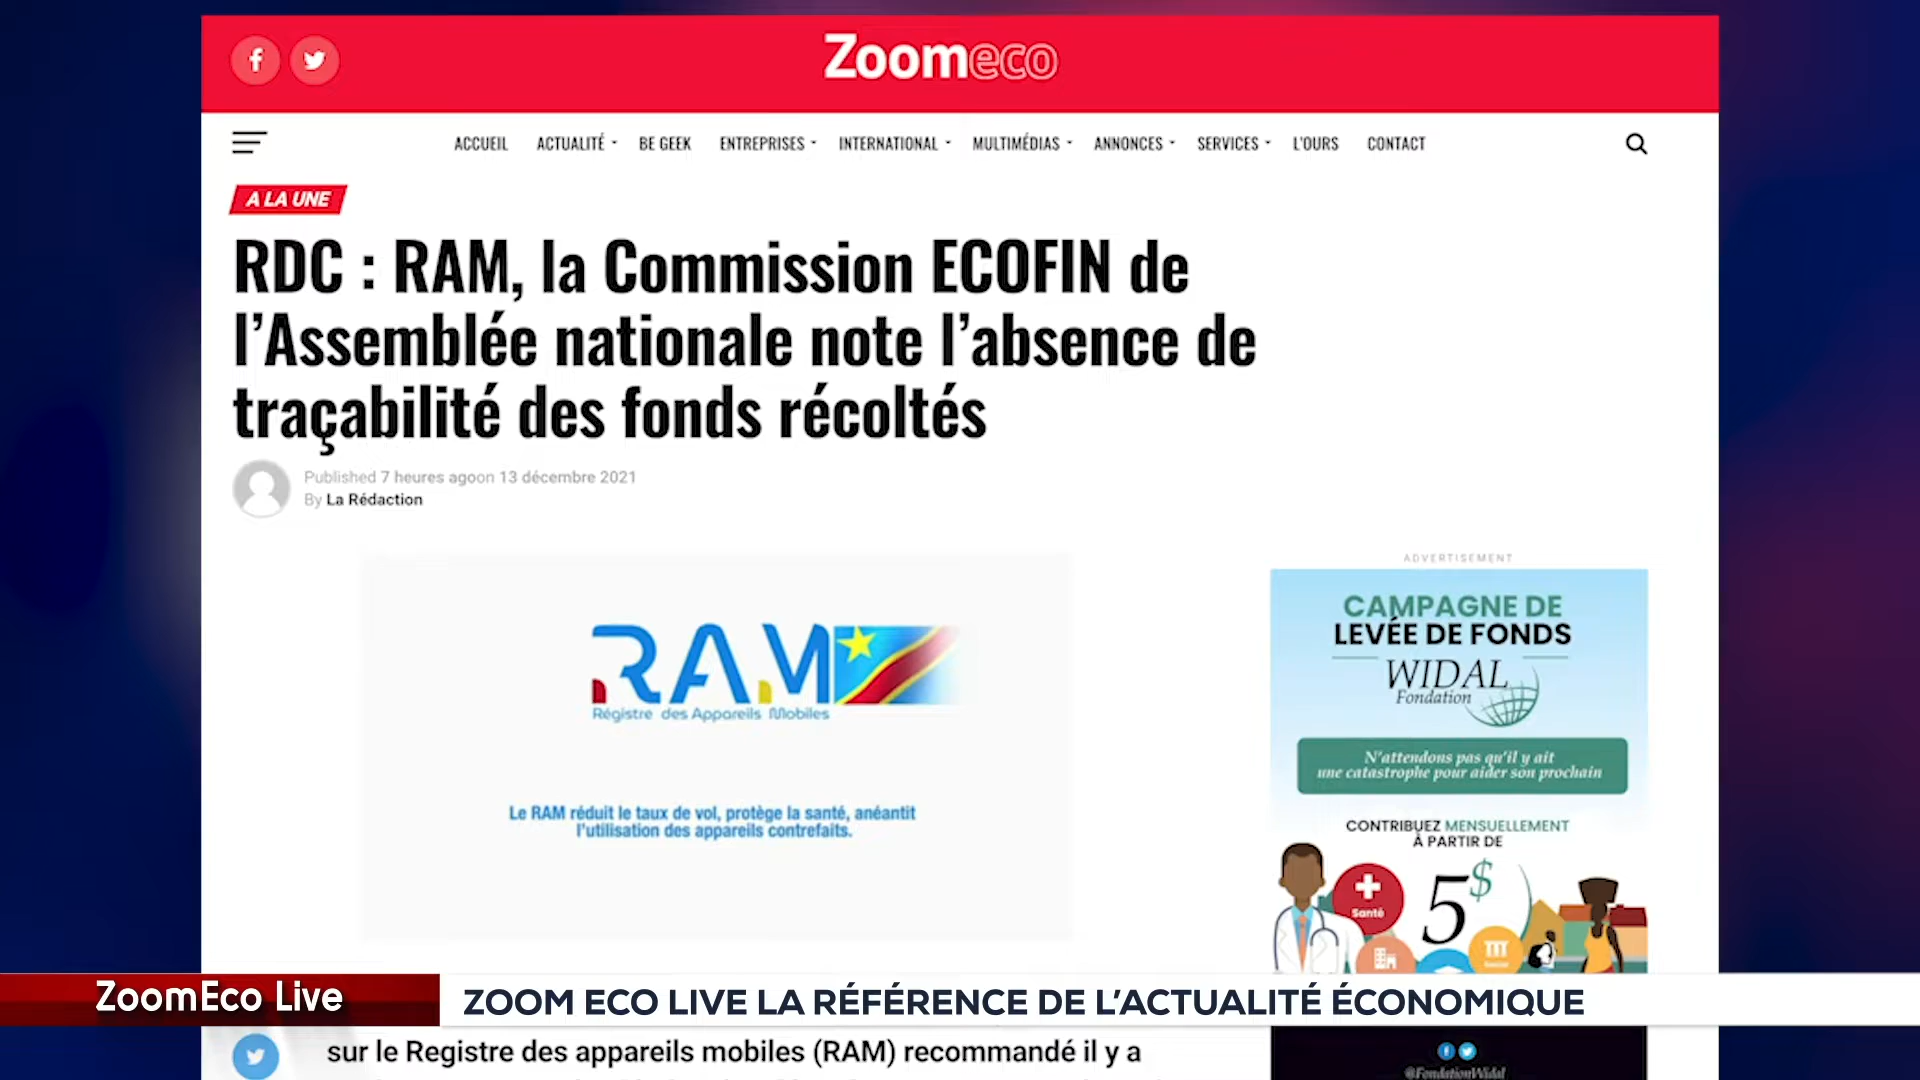 Zoomeco
ACCUEIL ACTUALITÉ BE GEEK ENTREPRISES INTERNATIONAL MULTIMÉDIAS ANNONCES SERVICES L'OURS CONTACT
A LA UNE
RDC : RAM, la Commission ECOFIN de
l’Assemblée nationale note l’absence de
traçabilité des fonds récoltés
Published 7 heures agoon 13 décembre 2021
By La Rédaction
RAM
Régistre des Appareils Mobiles
Le RAM réduit le taux de vol, protège la santé, anéantit
l'utilisation des appareils contrefaits.
ADVERTISEMENT
CAMPAGNE DE
LEVÉE DE FONDS
WIDAL
Fondation
N'attendons pas qu'il y ait
une catastrophe pour aider son prochain
CONTRIBUEZ MENSUELLEMENT
À PARTIR DE
5$
Santé
ZoomEco Live
ZOOM ECO LIVE LA RÉFÉRENCE DE L’ACTUALITÉ ÉCONOMIQUE
sur le Registre des appareils mobiles (RAM) recommandé il y a
@FondationWidal